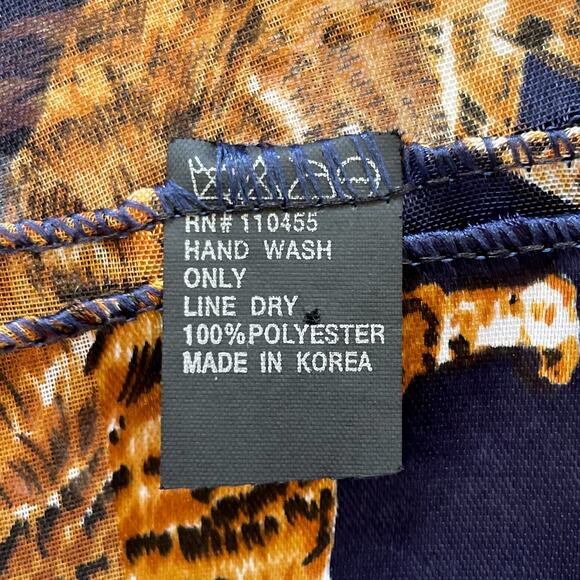 RN# 110455
HAND WASH
ONLY
LINE DRY
100%POLYESTER
MADE IN KOREA